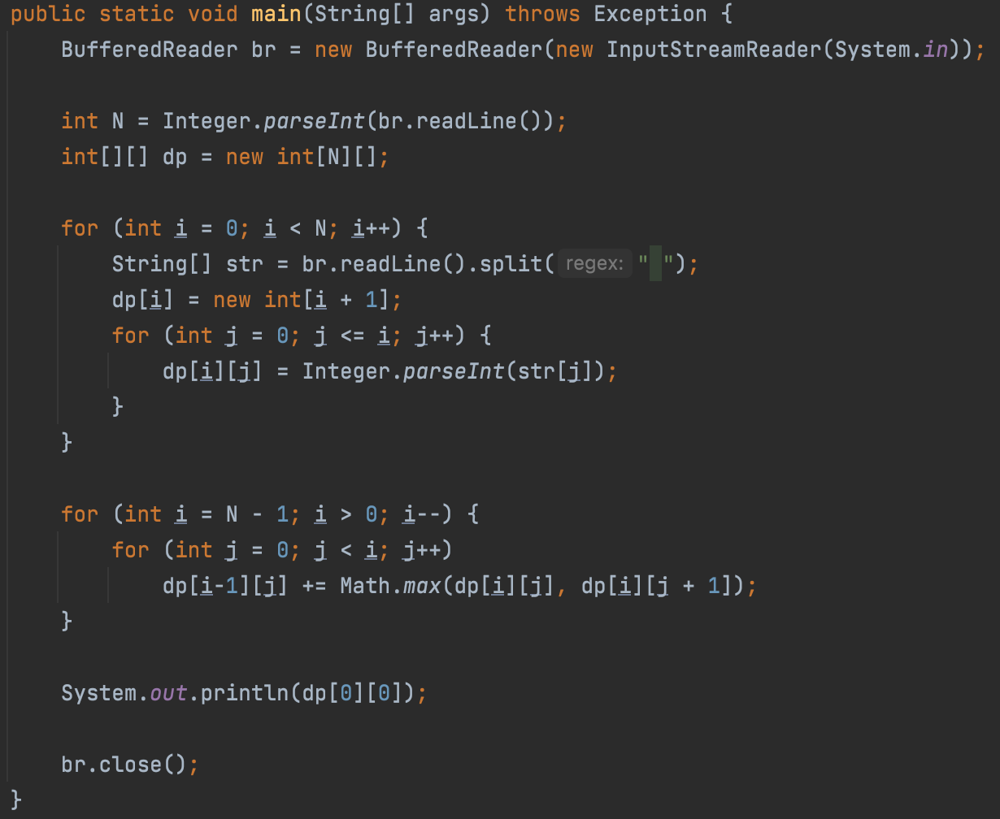 public static void main(String[] args) throws Exception {
    BufferedReader br = new BufferedReader(new InputStreamReader(System.in));

    int N = Integer.parseInt(br.readLine());
    int[][] dp = new int[N][];

    for (int i = 0; i < N; i++) {
        String[] str = br.readLine().split( regex: " ");
        dp[i] = new int[i + 1];
        for (int j = 0; j <= i; j++) {
            dp[i][j] = Integer.parseInt(str[j]);
        }
    }

    for (int i = N - 1; i > 0; i--) {
        for (int j = 0; j < i; j++)
            dp[i-1][j] += Math.max(dp[i][j], dp[i][j + 1]);
    }

    System.out.println(dp[0][0]);

    br.close();
}